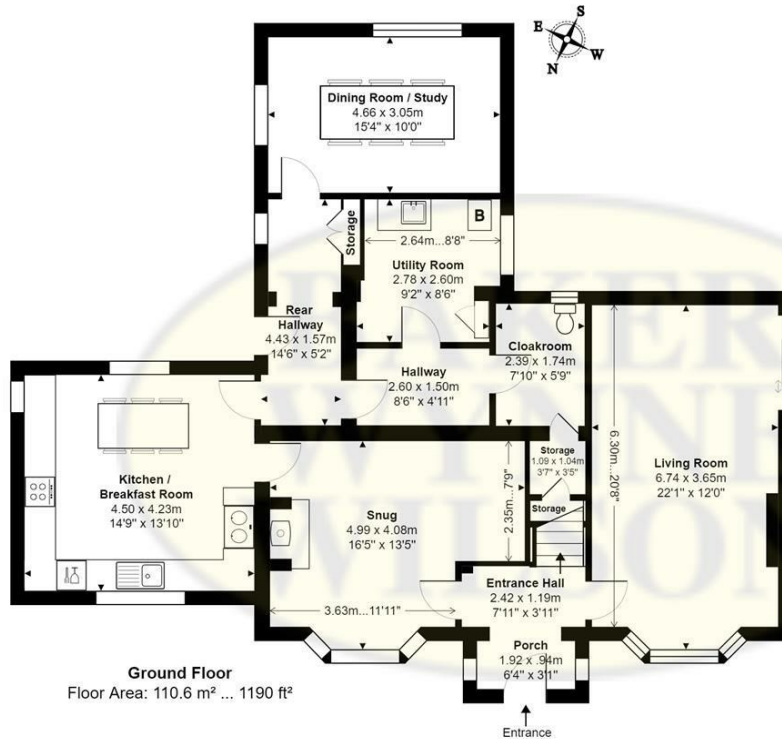 S
E
W
N
Dining Room / Study
4.66 x 3.05m
15'4" x 10'0"
Storage
B
2.64m...8'8"
Utility Room
2.78 x 2.60m
9'2" x 8'6"
Rear
Hallway
4.43 x 1.57m
14'6" x 5'2"
Cloakroom
2.39 x 1.74m
7'10" x 5'9"
Hallway
2.60 x 1.50m
8'6" x 4'11"
Kitchen /
Breakfast Room
4.50 x 4.23m
14'9" x 13'10"
Snug
4.99 x 4.08m
16'5" x 13'5"
2.35m...7'9"
3.63m...11'11"
Storage
1.09 x 1.04m
3'7" x 3'5"
Storage
6.30m...20'8"
Living Room
6.74 x 3.65m
22'1" x 12'0"
Entrance Hall
2.42 x 1.19m
7'11" x 3'11"
Porch
1.92 x .94m
6'4" x 3'1"
Entrance
Ground Floor
Floor Area: 110.6 m² ... 1190 ft²
BAKER
WYNNE
WILSON